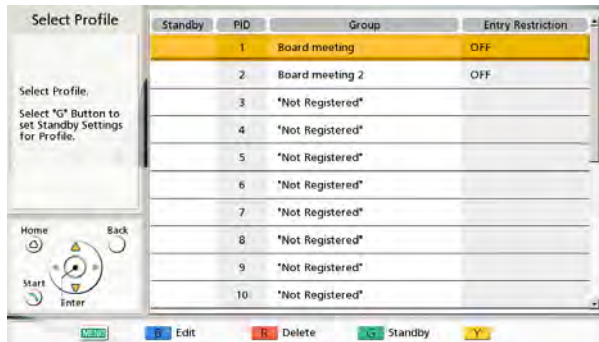 Select Profile
Standby PID Group Entry Restriction
1 Board meeting OFF
2 Board meeting 2 OFF
3 *Not Registered*
4 *Not Registered*
5 *Not Registered*
6 *Not Registered*
7 *Not Registered*
8 *Not Registered*
9 *Not Registered*
10 *Not Registered*
Select Profile.
Select "G" Button to
set Standby Settings
for Profile.
Home Back
Start
Enter
MENU B Edit R Delete G Standby Y